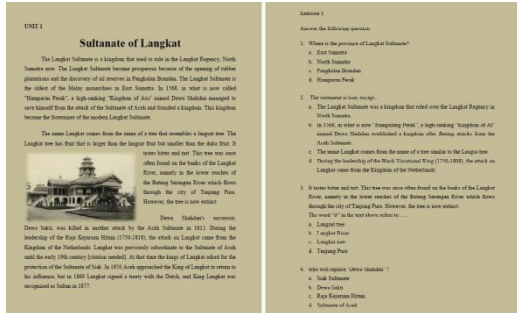 UNIT 3
Sultanate of Langkat
The Langkat Sultanate is a kingdom that used to rule in the Langkat Regency, North
Sumatra now. The Langkat Sultanate became prosperous because of the opening of rubber
plantations and the discovery of oil reserves in Pangkalan Brandan. The Langkat Sultanate is
the oldest of the Malay monarchies in East Sumatra. In 1568, in what is now called
"Hamparan Perak", a high-ranking "Kingdom of Aru" named Dewa Shahdan managed to
save himself from the attack of the Sultanate of Aceh and founded a kingdom. This kingdom
became the forerunner of the modern Langkat Sultanate.
The name Langkat comes from the name of a tree that resembles a langsat tree. The
Langkat tree has fruit that is larger than the langsat fruit but smaller than the duku fruit. It
tastes bitter and tart. This tree was once
often found on the banks of the Langkat
River, namely in the lower reaches of
the Batang Serangan River which flows
through the city of Tanjung Pura.
However, the tree is now extinct.
Dewa Shahdan's successor,
Dewa Sakti, was killed in another attack by the Aceh Sultanate in 1612. During the
leadership of the Raja Kejuruan Hitam (1750-1818), the attack on Langkat came from the
Kingdom of the Netherlands. Langkat was previously subordinate to the Sultanate of Aceh
until the early 19th century [citation needed]. At that time the kings of Langkat asked for the
protection of the Sultanate of Siak. In 1850 Aceh approached the King of Langkat to return to
his influence, but in 1869 Langkat signed a treaty with the Dutch, and King Langkat was
recognized as Sultan in 1877.
Exercise 1
Answer the following question
1. Where is the province of Langkat Sultanate?
a. East Sumatra
b. North Sumatra
c. Pangkalan Brandan
d. Hamparan Perak
2. The statement is true, except....
a. The Langkat Sultanate was a kingdom that ruled over the Langkat Regency in
North Sumatra.
b. In 1568, in what is now "Hampating Perak", a high-ranking "Kingdom of Al"
named Dewa Shahdan established a kingdom after fleeing attacks from the
Aceh Sultanate.
c. The name Langkat comes from the name of a tree similar to the Langsa tree.
d. During the leadership of the Black Vocational King (1750-1808), the attack on
Langkat came from the Kingdom of the Netherlands.
3. It tastes bitter and tart. This tree was once often found on the banks of the Langkat
River, namely in the lower reaches of the Batang Serangan River which flows
through the city of Tanjung Pura. However, the tree is now extinct.
The word "it" in the text above refers to......
a. Langsat tree
b. Langkat River
c. Langkat tree
d. Tanjung Pura
4. who will replace 'Dewa Shahdan' ?
a. Siak Sultanate
b. Dewa Sakti
c. Raja Kejuruan Hitam
d. Sultanate of Aceh